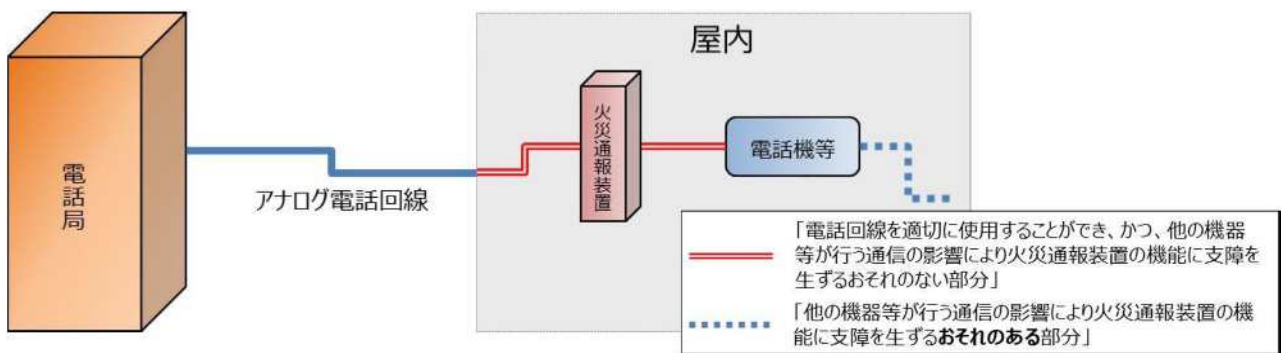 屋内
電話局
アナログ電話回線
火災通報装置
電話機等
「電話回線を適切に使用することができ、かつ、他の機器
等が行う通信の影響により火災通報装置の機能に支障を
生ずるおそれのない部分」
「他の機器等が行う通信の影響により火災通報装置の機
能に支障を生ずるおそれのある部分」